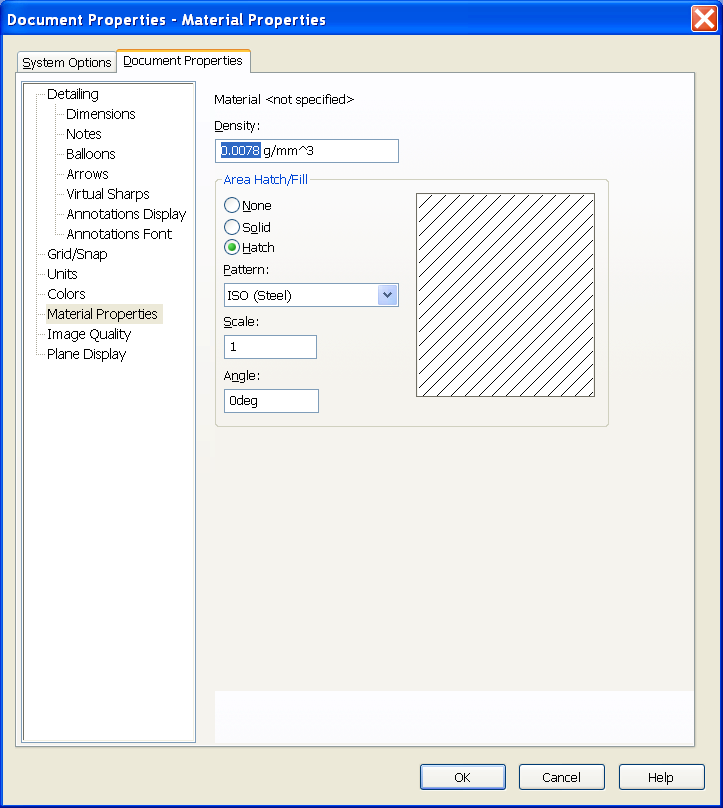 Document Properties - Material Properties
System Options
Document Properties
Detailing
Dimensions
Notes
Balloons
Arrows
Virtual Sharps
Annotations Display
Annotations Font
Grid/Snap
Units
Colors
Material Properties
Image Quality
Plane Display
Material <not specified>
Density:
0.0078 g/mm^3
Area Hatch/Fill
None
Solid
Hatch
Pattern:
ISO (Steel)
Scale:
1
Angle:
0deg
OK
Cancel
Help